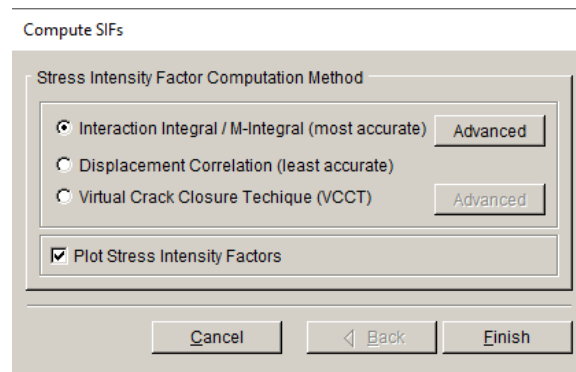 Compute SIFs
Stress Intensity Factor Computation Method
Interaction Integral / M-Integral (most accurate) Advanced
Displacement Correlation (least accurate)
Virtual Crack Closure Techique (VCCT) Advanced
Plot Stress Intensity Factors
Cancel Back Finish